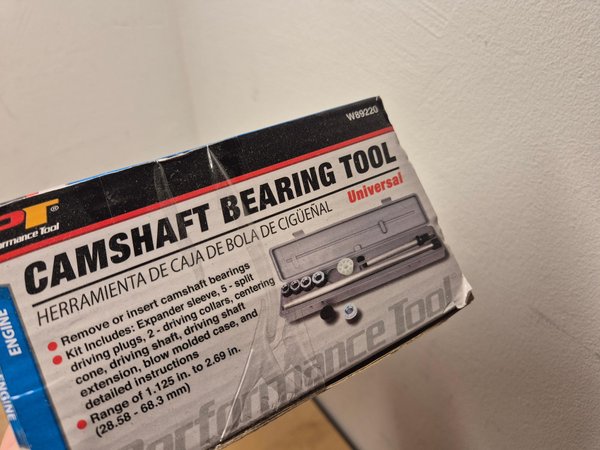 W89220
PT®
Performance Tool
CAMSHAFT BEARING TOOL
Universal
HERRAMIENTA DE CAJA DE BOLA DE CIGÜEÑAL
• Remove or insert camshaft bearings
• Kit Includes: Expander sleeve, 5 - split
driving plugs, 2 - driving collars, centering
cone, driving shaft, driving shaft
extension, blow molded case, and
detailed instructions
• Range of 1.125 in. to 2.69 in.
(28.58 - 68.3 mm)
ENGINE
ENGINE
Performance Tool